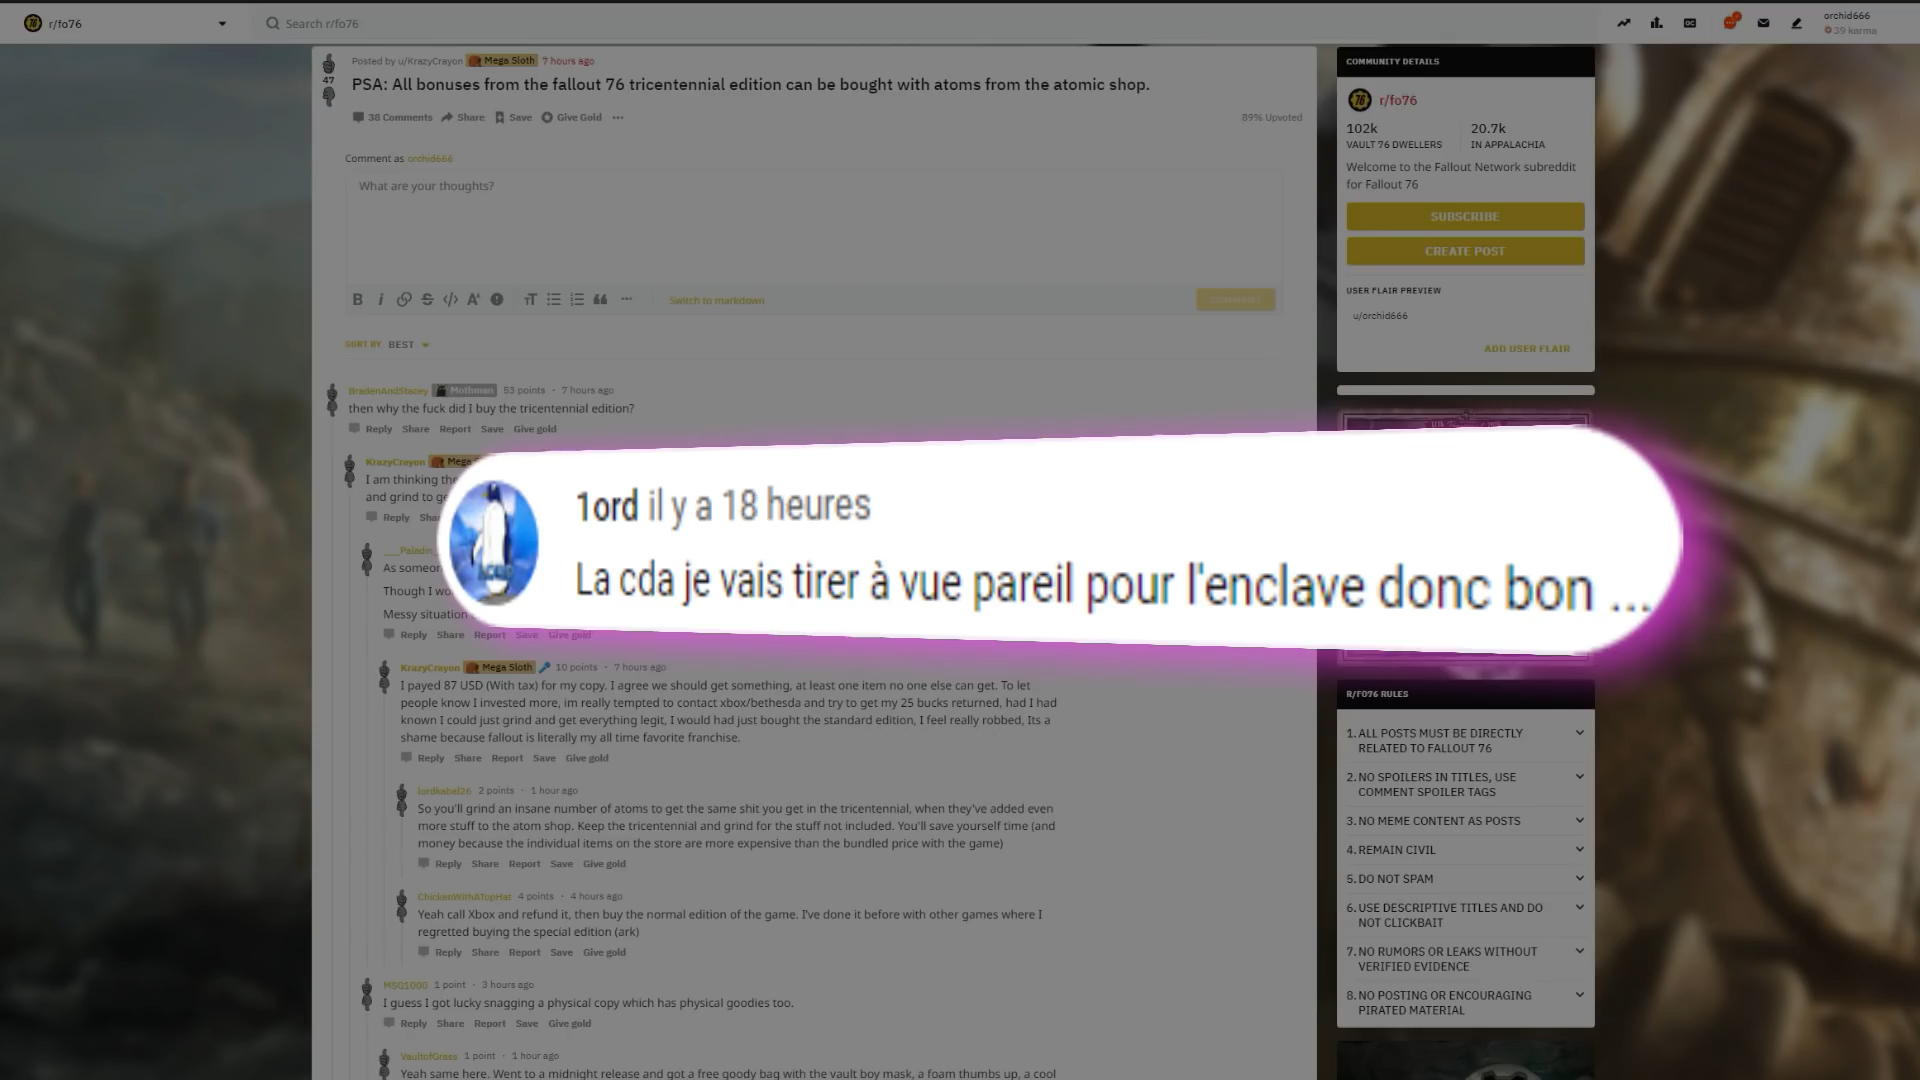 r/fo76
Search r/fo76
orchid666
39 karma
47
Posted by u/KrazyCrayon Mega Sloth 7 hours ago
PSA: All bonuses from the fallout 76 tricentennial edition can be bought with atoms from the atomic shop.
38 Comments Share Save Give Gold ...
89% Upvoted
Comment as orchid666
What are your thoughts?
Switch to markdown
COMMENT
SORT BY BEST
BradenAndStacey Mothman 53 points · 7 hours ago
then why the fuck did I buy the tricentennial edition?
Reply Share Report Save Give gold
KrazyCrayon Mega
I am thinking the
and grind to ge
Reply Shar
__Paladin_
As someon
Though I wo
Messy situation
Reply Share Report Save Give gold
1ord il y a 18 heures
La cda je vais tirer à vue pareil pour l'enclave donc bon ...
KrazyCrayon Mega Sloth 10 points · 7 hours ago
I payed 87 USD (With tax) for my copy. I agree we should get something, at least one item no one else can get. To let
people know I invested more, im really tempted to contact xbox/bethesda and try to get my 25 bucks returned, had I had
known I could just grind and get everything legit, I would had just bought the standard edition, I feel really robbed, Its a
shame because fallout is literally my all time favorite franchise.
Reply Share Report Save Give gold
lordkabel26 2 points · 1 hour ago
So you'll grind an insane number of atoms to get the same shit you get in the tricentennial, when they've added even
more stuff to the atom shop. Keep the tricentennial and grind for the stuff not included. You'll save yourself time (and
money because the individual items on the store are more expensive than the bundled price with the game)
Reply Share Report Save Give gold
ChickenWithATopHat 4 points · 4 hours ago
Yeah call Xbox and refund it, then buy the normal edition of the game. I've done it before with other games where I
regretted buying the special edition (ark)
Reply Share Report Save Give gold
MSG1000 1 point · 3 hours ago
I guess I got lucky snagging a physical copy which has physical goodies too.
Reply Share Report Save Give gold
VaultofGrass 1 point · 1 hour ago
Yeah same here. Went to a midnight release and got a free goody bag with the vault boy mask, a foam thumbs up, a cool
COMMUNITY DETAILS
r/fo76
102k 20.7k
VAULT 76 DWELLERS IN APPALACHIA
Welcome to the Fallout Network subreddit
for Fallout 76
SUBSCRIBE
CREATE POST
USER FLAIR PREVIEW
u/orchid666
ADD USER FLAIR
R/FO76 RULES
1. ALL POSTS MUST BE DIRECTLY
RELATED TO FALLOUT 76
2. NO SPOILERS IN TITLES, USE
COMMENT SPOILER TAGS
3. NO MEME CONTENT AS POSTS
4. REMAIN CIVIL
5. DO NOT SPAM
6. USE DESCRIPTIVE TITLES AND DO
NOT CLICKBAIT
7. NO RUMORS OR LEAKS WITHOUT
VERIFIED EVIDENCE
8. NO POSTING OR ENCOURAGING
PIRATED MATERIAL